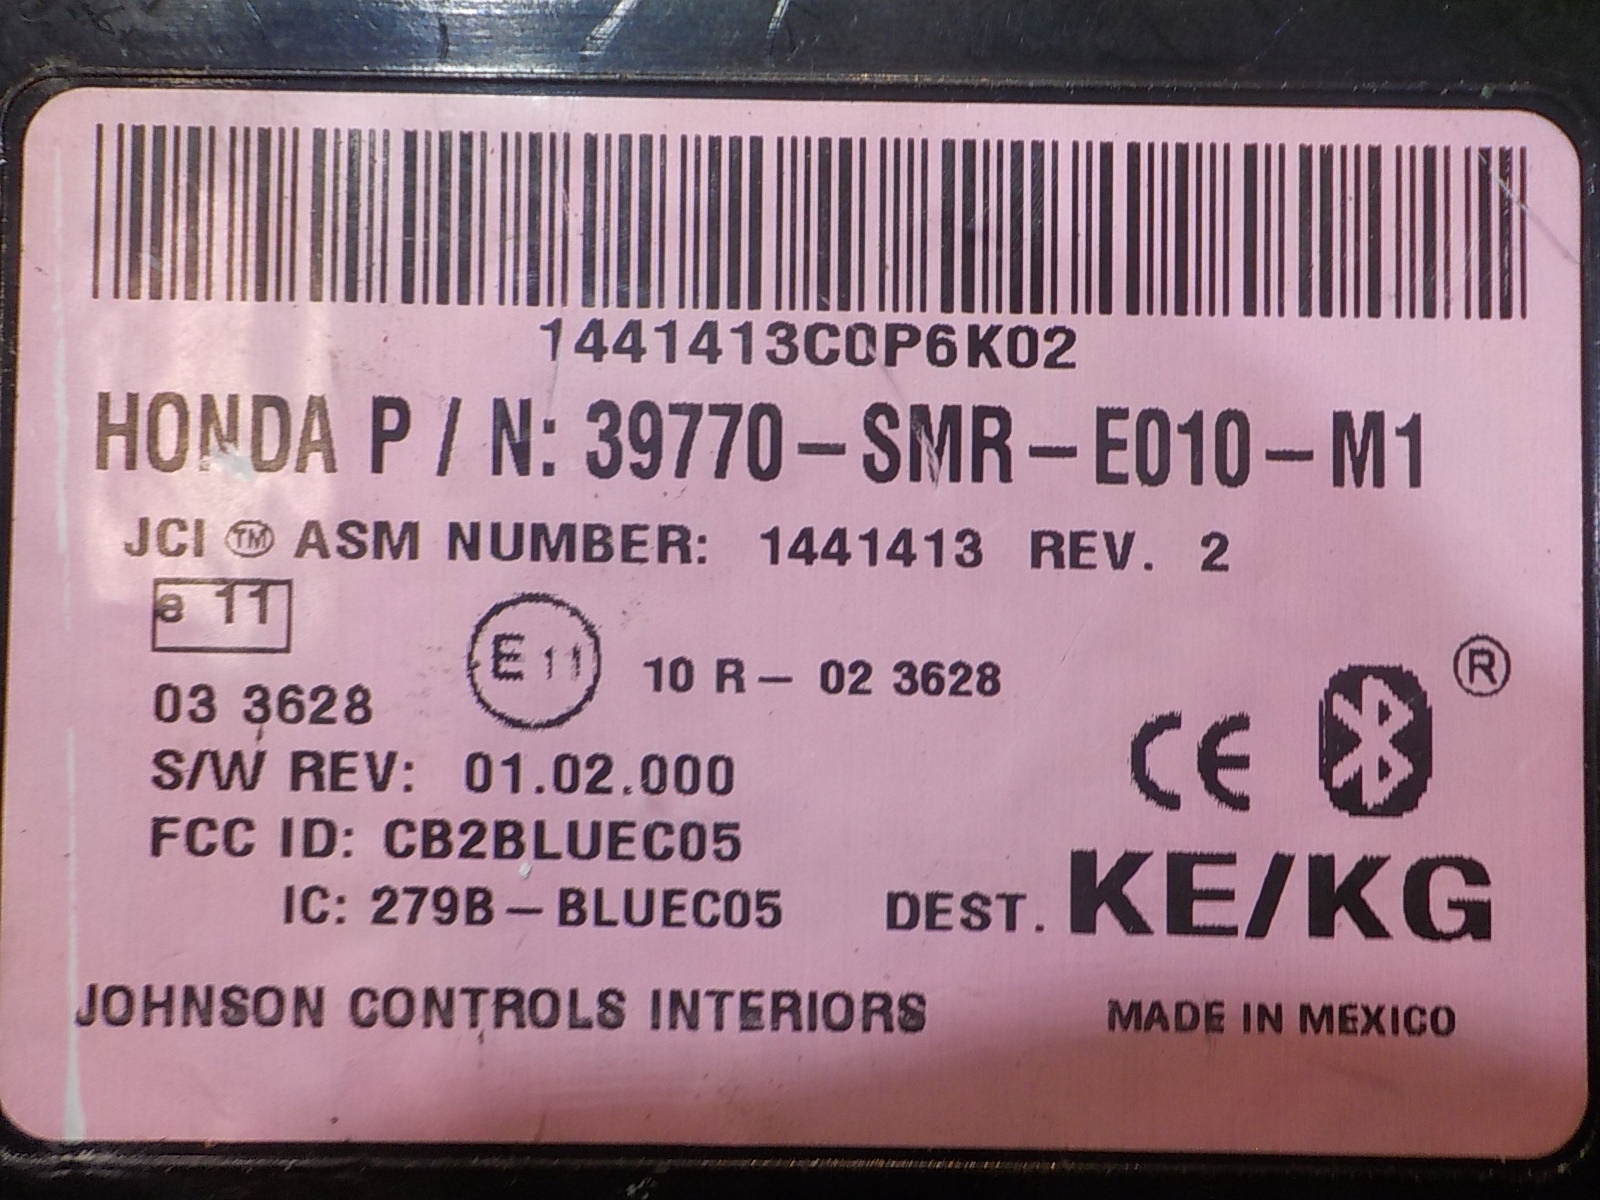 1441413C0P6K02
HONDA P / N: 39770-SMR-E010-M1
JCI ™ ASM NUMBER: 1441413 REV. 2
e 11
E 11 10 R- 02 3628
®
03 3628
CE
S/W REV: 01.02.000
FCC ID: CB2BLUEC05
IC: 279B-BLUEC05 DEST. KE/KG
JOHNSON CONTROLS INTERIORS MADE IN MEXICO